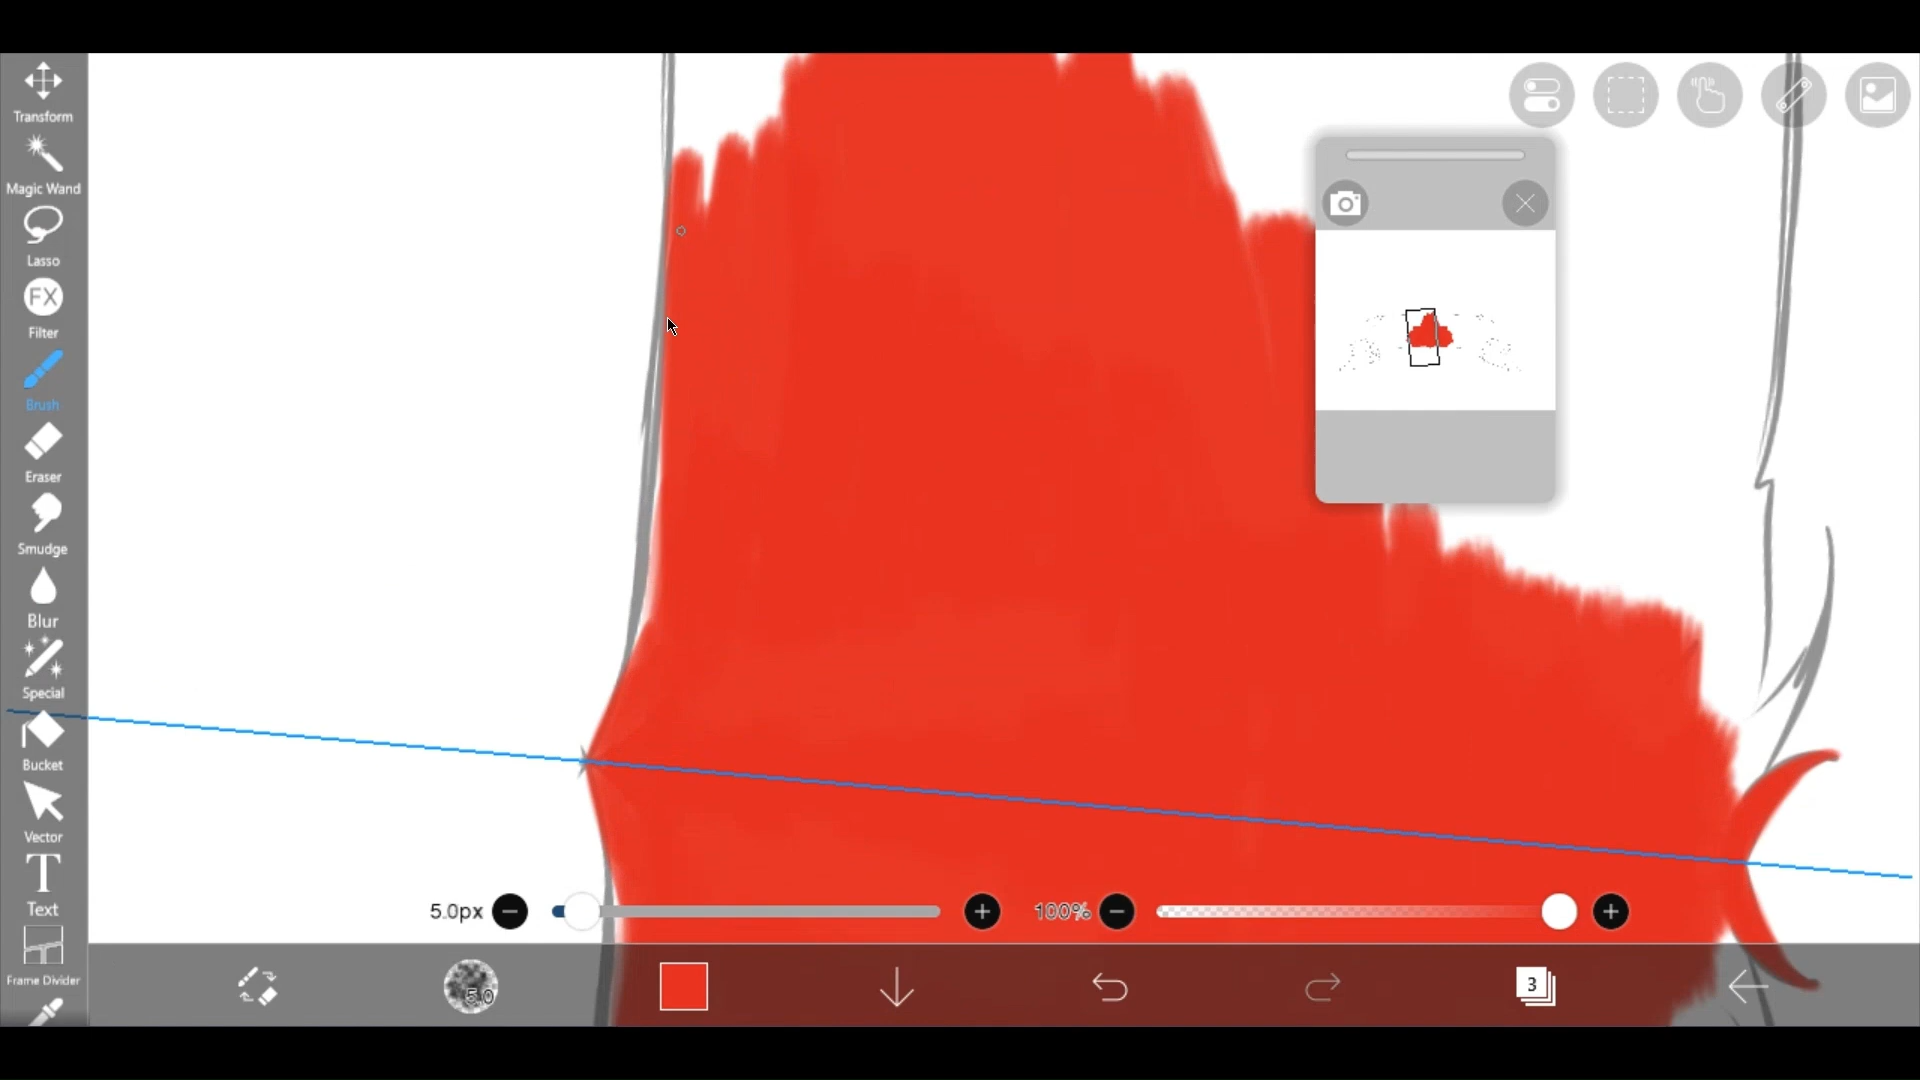 Transform
Magic Wand
Lasso
FX
Filter
Brush
Eraser
Smudge
Blur
Special
Bucket
Vector
T
Text
Frame Divider
5.0px
100%
5.0
3